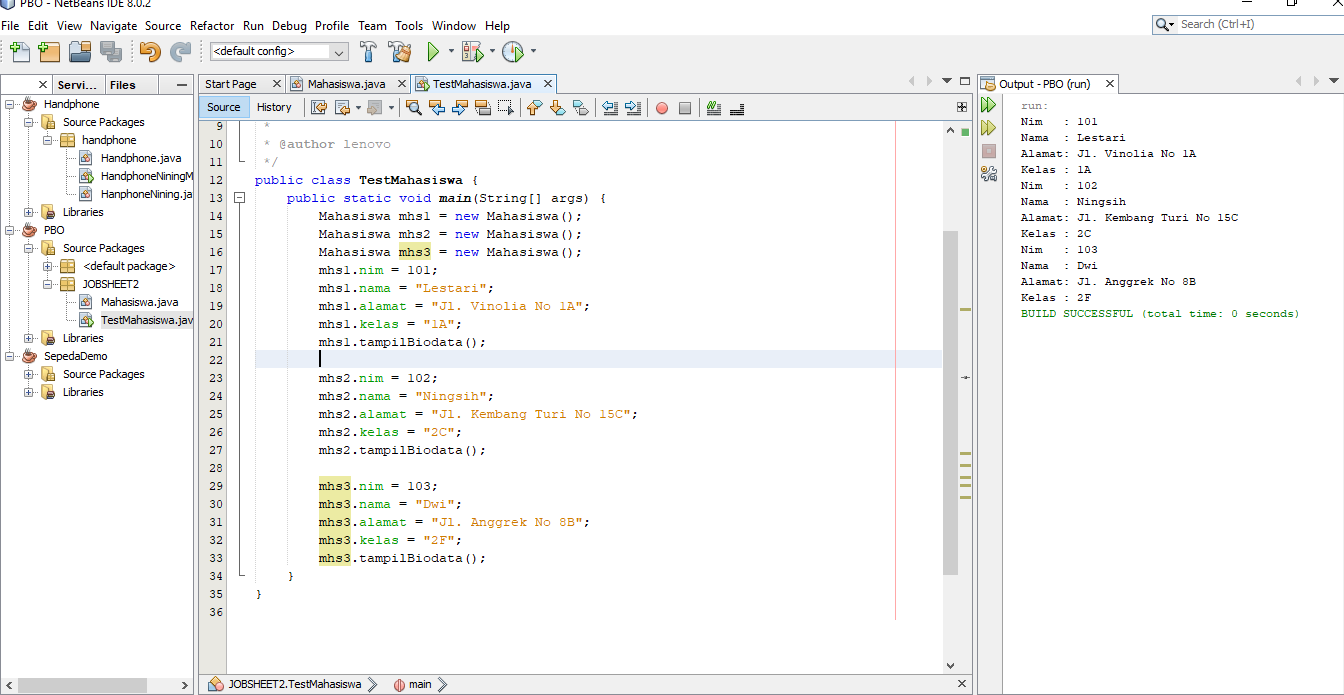 PBO - NetBeans IDE 8.0.2
File Edit View Navigate Source Refactor Run Debug Profile Team Tools Window Help
Search (Ctrl+I)
<default config>
Servi... Files
Handphone
Source Packages
handphone
Handphone.java
HandphoneNiningM
HanphoneNining.ja
Libraries
PBO
Source Packages
<default package>
JOBSHEET2
Mahasiswa.java
TestMahasiswa.jav
Libraries
SepedaDemo
Source Packages
Libraries
Start Page Mahasiswa.java TestMahasiswa.java
Source History
9 *
10 * @author lenovo
11 */
12 public class TestMahasiswa {
13 public static void main(String[] args) {
14 Mahasiswa mhs1 = new Mahasiswa();
15 Mahasiswa mhs2 = new Mahasiswa();
16 Mahasiswa mhs3 = new Mahasiswa();
17 mhs1.nim = 101;
18 mhs1.nama = "Lestari";
19 mhs1.alamat = "Jl. Vinolia No 1A";
20 mhs1.kelas = "1A";
21 mhs1.tampilBiodata();
22
23 mhs2.nim = 102;
24 mhs2.nama = "Ningsih";
25 mhs2.alamat = "Jl. Kembang Turi No 15C";
26 mhs2.kelas = "2C";
27 mhs2.tampilBiodata();
28
29 mhs3.nim = 103;
30 mhs3.nama = "Dwi";
31 mhs3.alamat = "Jl. Anggrek No 8B";
32 mhs3.kelas = "2F";
33 mhs3.tampilBiodata();
34 }
35 }
36
JOBSHEET2.TestMahasiswa main
Output - PBO (run)
run:
Nim : 101
Nama : Lestari
Alamat: Jl. Vinolia No 1A
Kelas : 1A
Nim : 102
Nama : Ningsih
Alamat: Jl. Kembang Turi No 15C
Kelas : 2C
Nim : 103
Nama : Dwi
Alamat: Jl. Anggrek No 8B
Kelas : 2F
BUILD SUCCESSFUL (total time: 0 seconds)